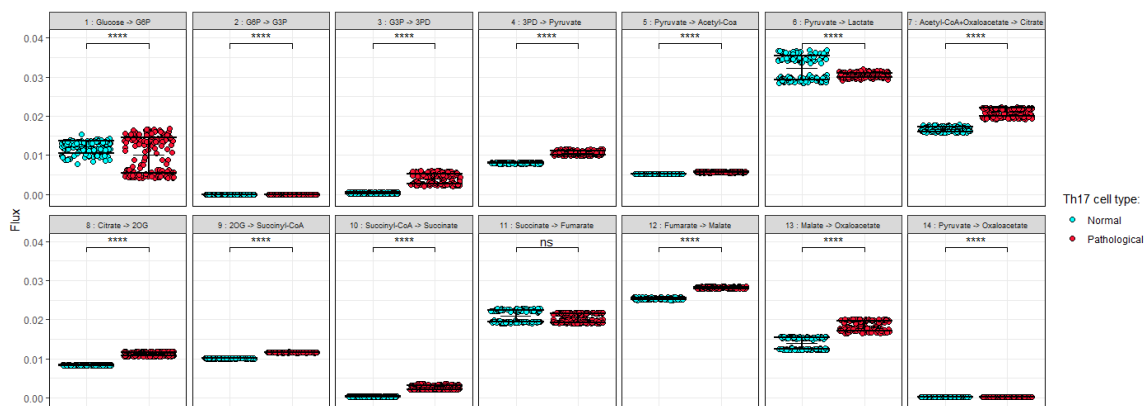 1 : Glucose -> G6P
2 : G6P -> G3P
3 : G3P -> 3PD
4 : 3PD -> Pyruvate
5 : Pyruvate -> Acetyl-Coa
6 : Pyruvate -> Lactate
7 : Acetyl-CoA+Oxaloacetate -> Citrate
0.04
****
****
****
****
****
****
****
0.03
0.02
0.01
0.00
Flux
8 : Citrate -> 2OG
9 : 2OG -> Succinyl-CoA
10 : Succinyl-CoA -> Succinate
11 : Succinate -> Fumarate
12 : Fumarate -> Malate
13 : Malate -> Oxaloacetate
14 : Pyruvate -> Oxaloacetate
0.04
****
****
****
ns
****
****
****
0.03
0.02
0.01
0.00
Th17 cell type:
Normal
Pathological